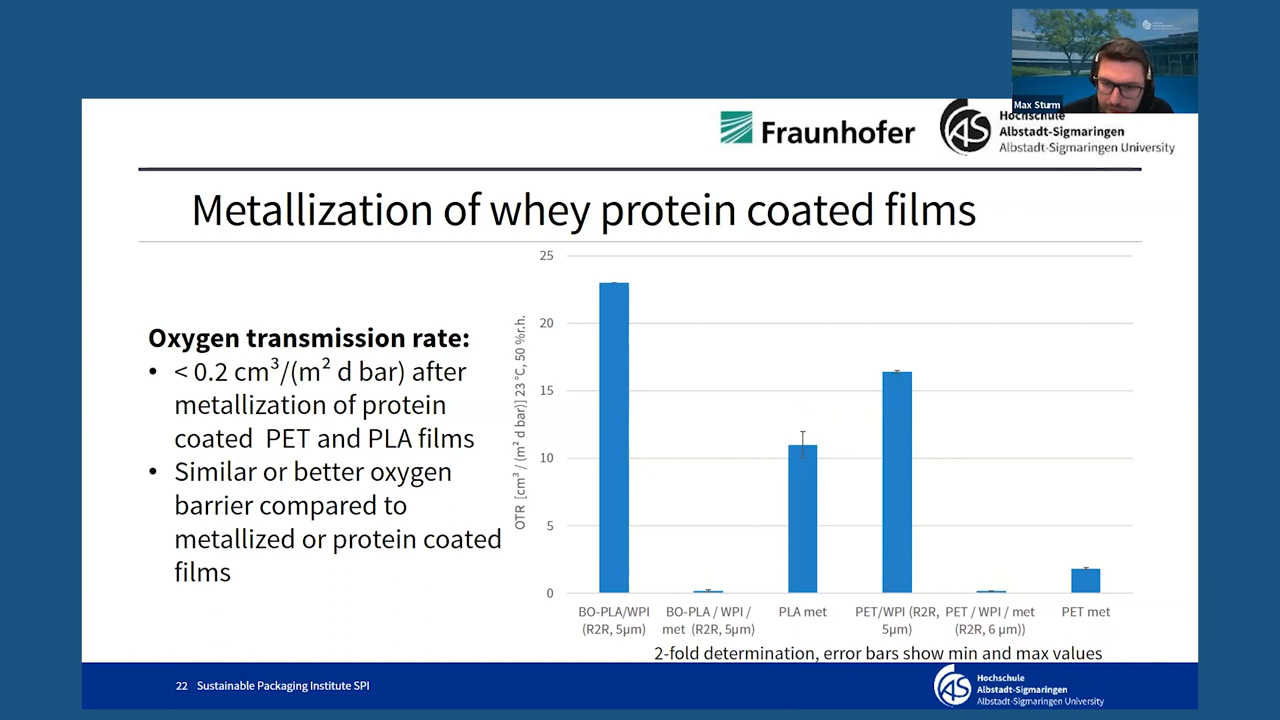 Max Sturm
Fraunhofer
Hochschule
Albstadt-Sigmaringen
Albstadt-Sigmaringen University
Metallization of whey protein coated films
Oxygen transmission rate:
• < 0.2 cm³/(m² d bar) after
metallization of protein
coated PET and PLA films
• Similar or better oxygen
barrier compared to
metallized or protein coated
films
OTR [cm³ / (m² d bar)] 23 °C, 50 %r.h.
25
20
15
10
5
0
BO-PLA/WPI
(R2R, 5µm)
BO-PLA / WPI /
met (R2R, 5µm)
PLA met
PET/WPI (R2R,
5µm)
PET / WPI / met
(R2R, 6 µm))
PET met
2-fold determination, error bars show min and max values
22 Sustainable Packaging Institute SPI
Hochschule
Albstadt-Sigmaringen
Albstadt-Sigmaringen University